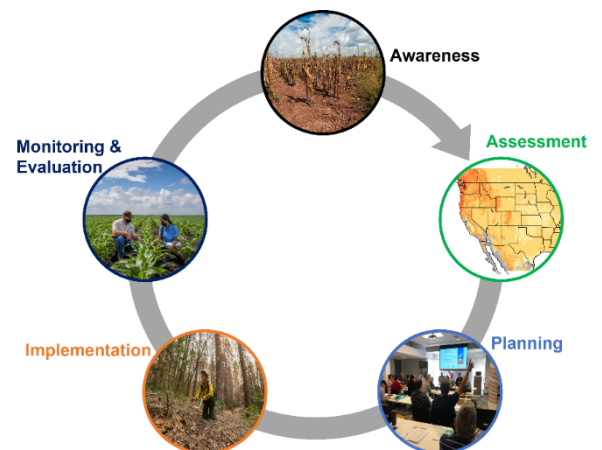 Awareness
Assessment
Planning
Implementation
Monitoring &
Evaluation